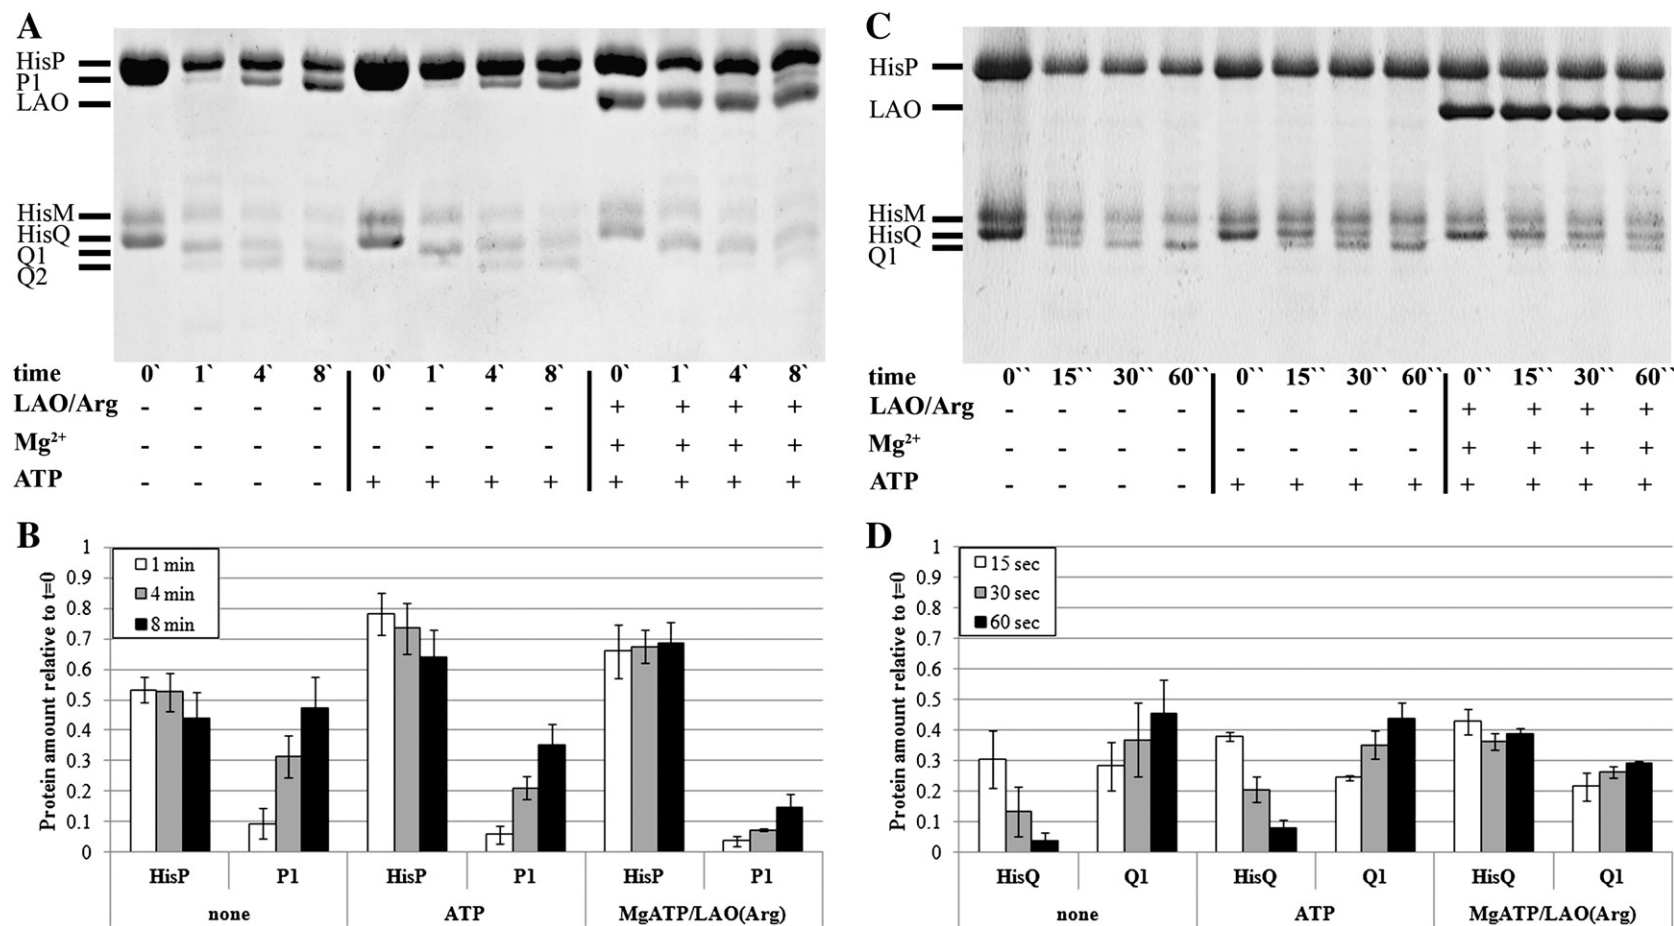 A
HisP
P1
LAO
HisM
HisQ
Q1
Q2
time 0` 1` 4` 8` 0` 1` 4` 8` 0` 1` 4` 8`
LAO/Arg - - - - - - - - + + + +
Mg2+ - - - - - - - - + + + +
ATP - - - - + + + + + + + +
B
Protein amount relative to t=0
1
0.9
0.8
0.7
0.6
0.5
0.4
0.3
0.2
0.1
0
1 min
4 min
8 min
HisP P1 HisP P1 HisP P1
none ATP MgATP/LAO(Arg)
C
HisP
LAO
HisM
HisQ
Q1
time 0`` 15`` 30`` 60`` 0`` 15`` 30`` 60`` 0`` 15`` 30`` 60``
LAO/Arg - - - - - - - - + + + +
Mg2+ - - - - - - - - + + + +
ATP - - - - + + + + + + + +
D
Protein amount relative to t=0
1
0.9
0.8
0.7
0.6
0.5
0.4
0.3
0.2
0.1
0
15 sec
30 sec
60 sec
HisQ Q1 HisQ Q1 HisQ Q1
none ATP MgATP/LAO(Arg)